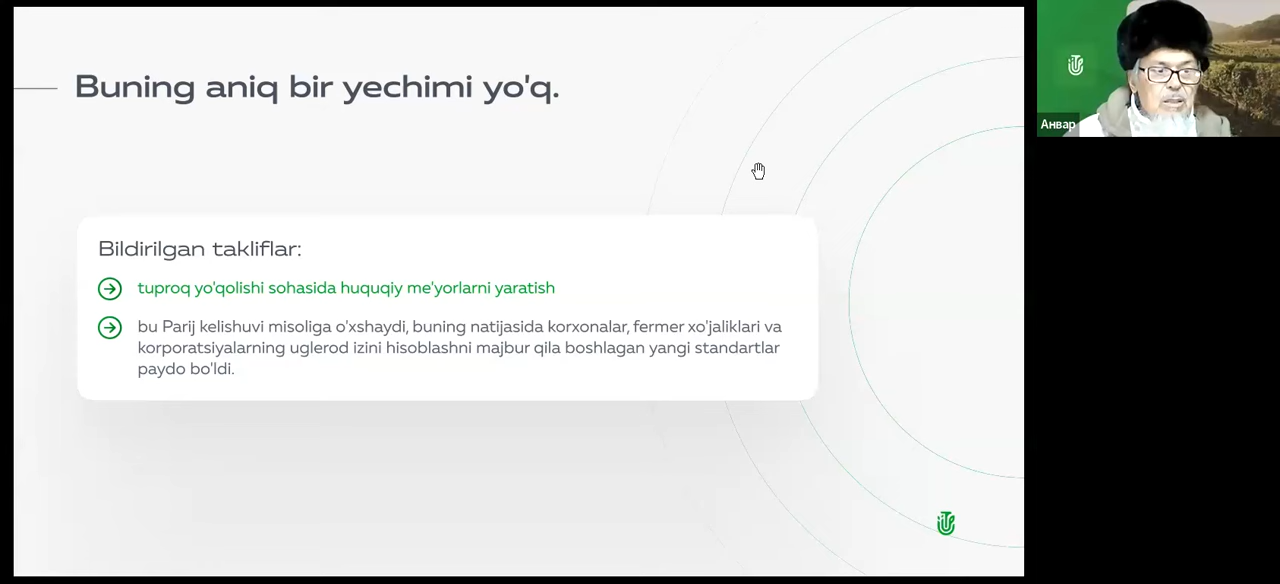 Buning aniq bir yechimi yo'q.
Bildirilgan takliflar:
tuproq yo'qolishi sohasida huquqiy me'yorlarni yaratish
bu Parij kelishuvi misoliga o'xshaydi, buning natijasida korxonalar, fermer xo'jaliklari va
korporatsiyalarning uglerod izini hisoblashni majbur qila boshlagan yangi standartlar
paydo bo'ldi.
Анвар